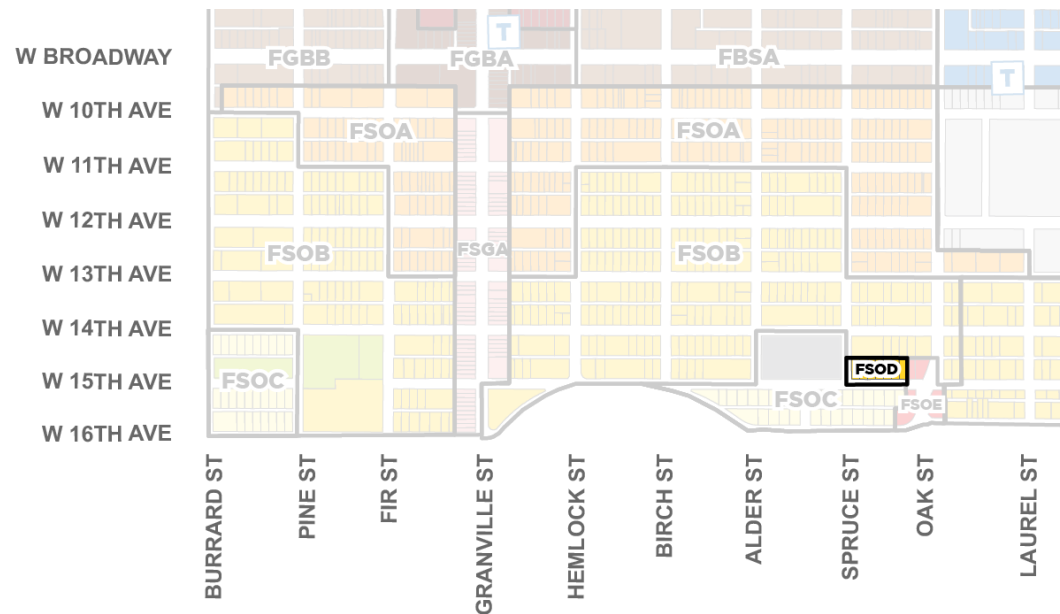 T
W BROADWAY
FGBB
FGBA
FBSA
T
W 10TH AVE
FSOA
FSOA
W 11TH AVE
W 12TH AVE
FSOB
FSGA
FSOB
W 13TH AVE
W 14TH AVE
FSOD
W 15TH AVE
FSOC
FSOC
FSOE
W 16TH AVE
BURRARD ST
PINE ST
FIR ST
GRANVILLE ST
HEMLOCK ST
BIRCH ST
ALDER ST
SPRUCE ST
OAK ST
LAUREL ST